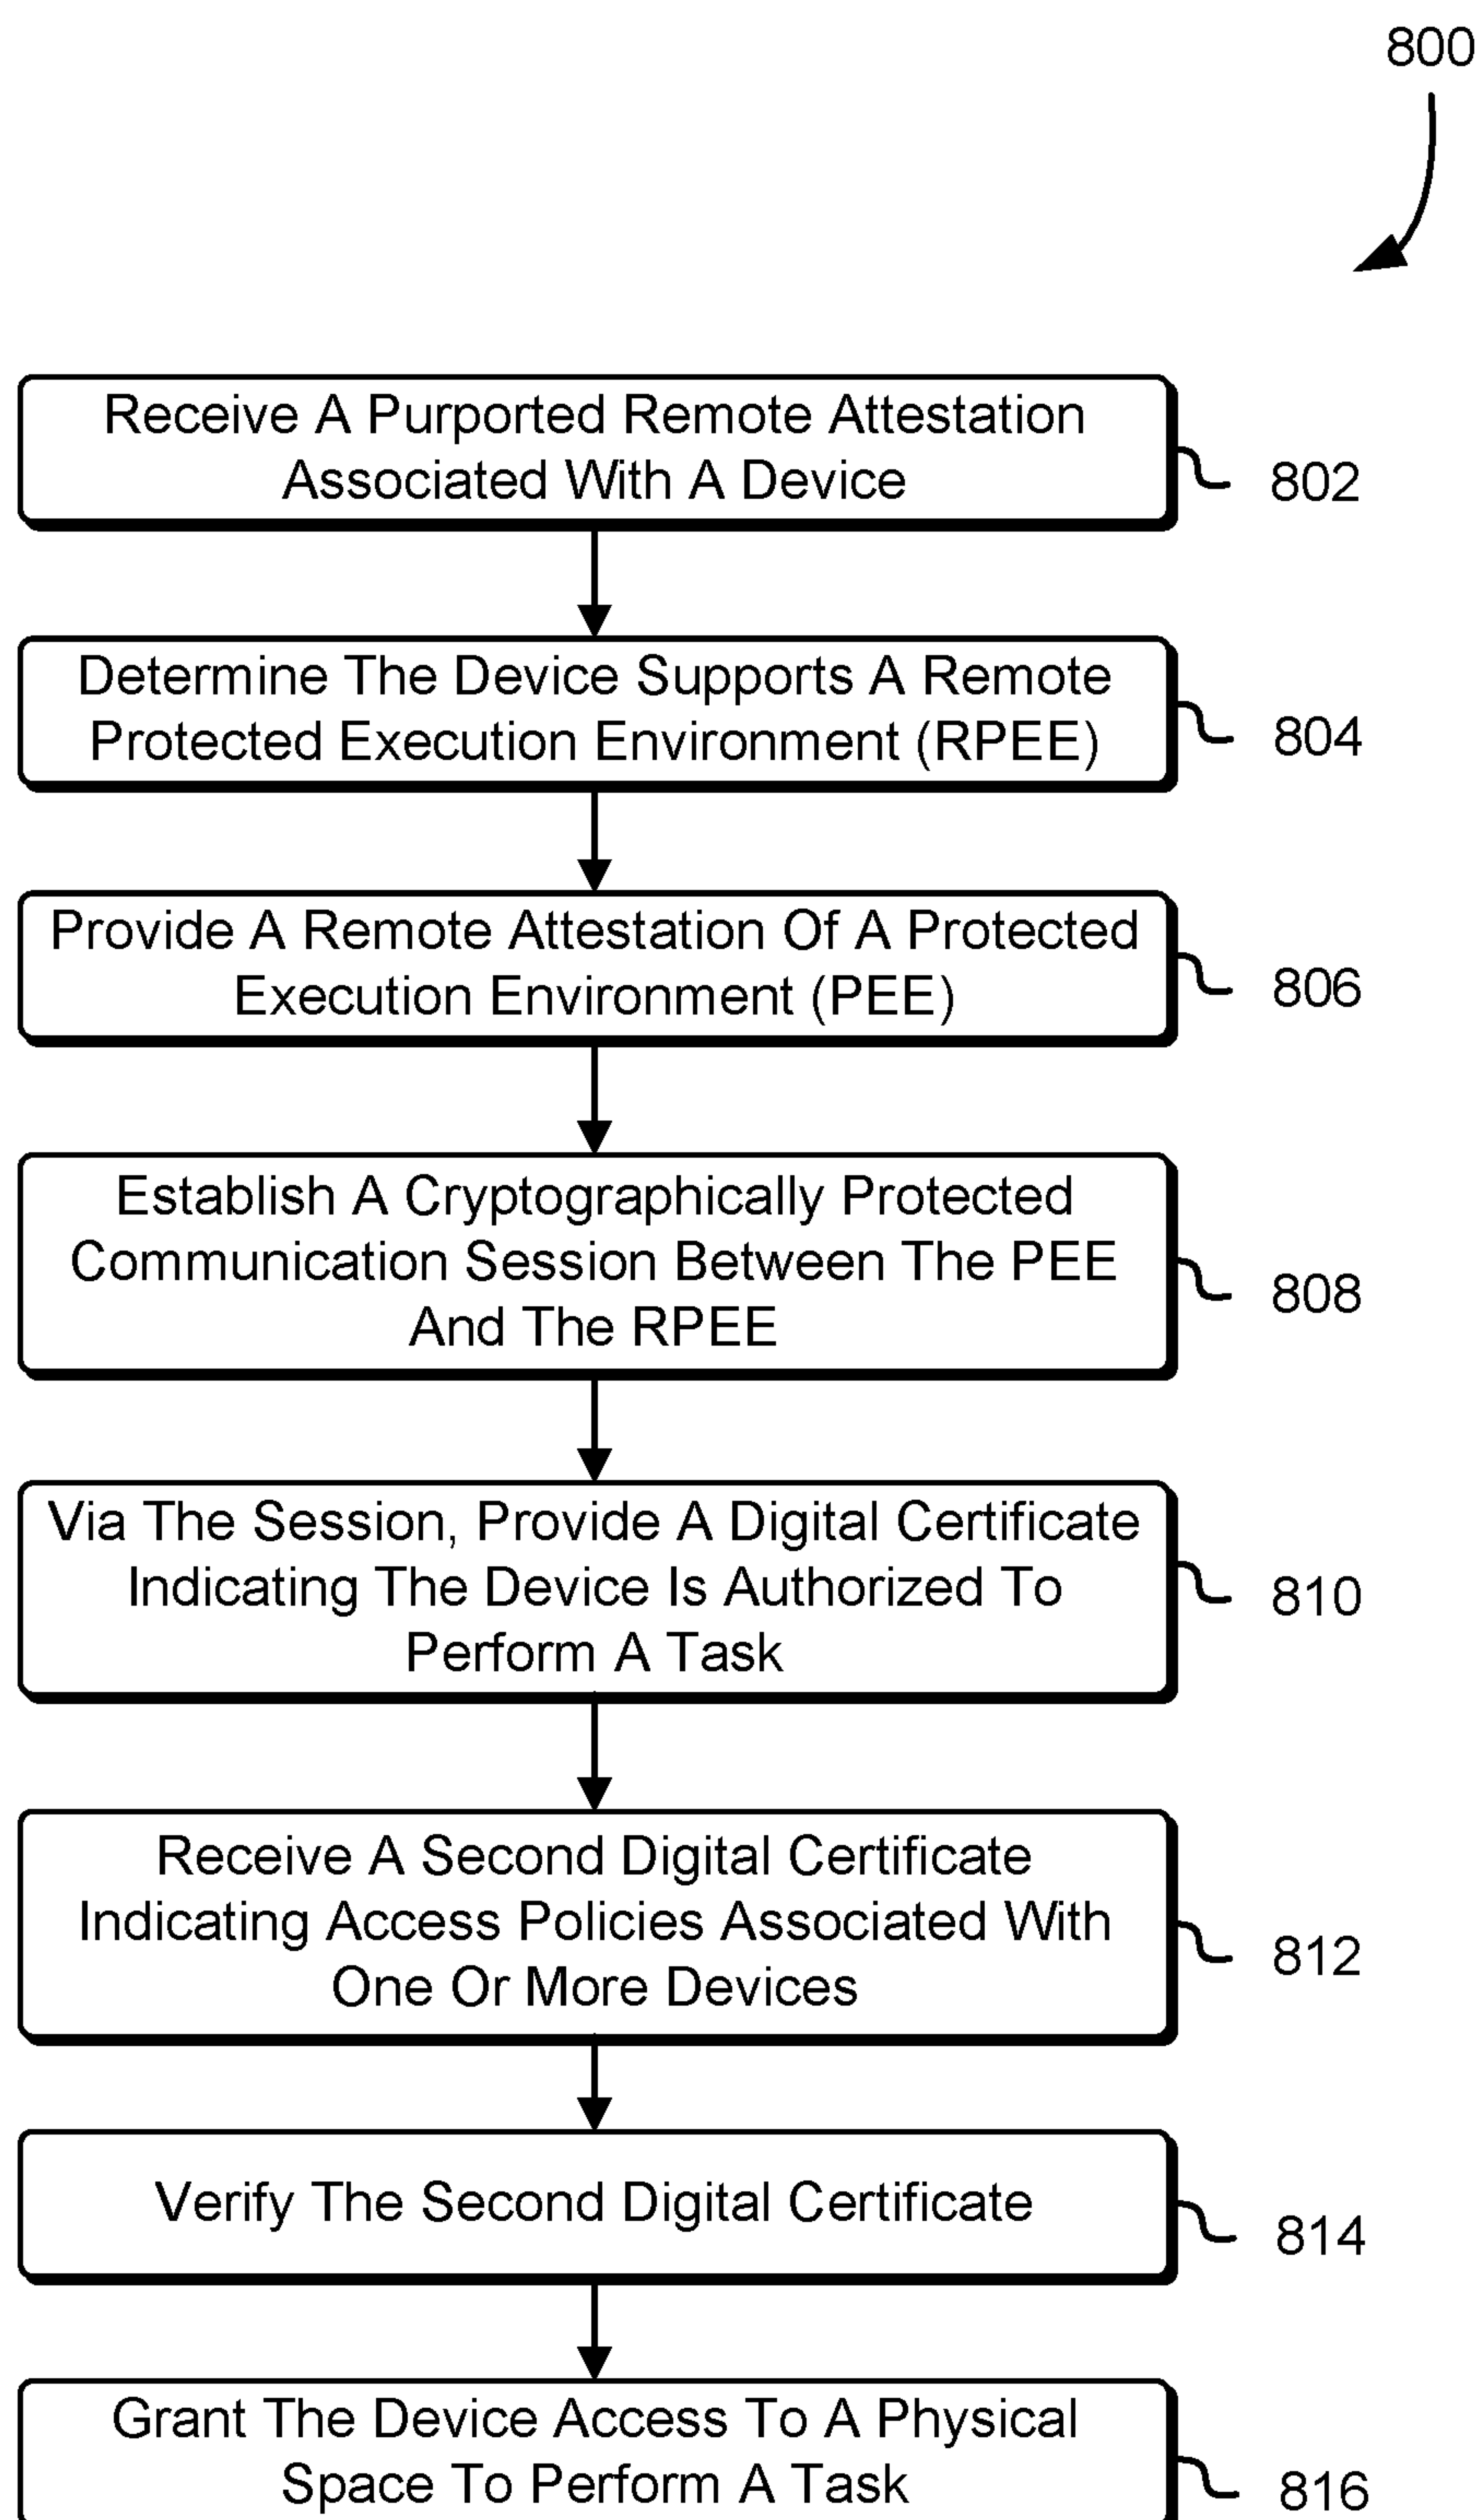 800
Receive A Purported Remote Attestation
Associated With A Device
802
Determine The Device Supports A Remote
Protected Execution Environment (RPEE)
804
Provide A Remote Attestation Of A Protected
Execution Environment (PEE)
806
Establish A Cryptographically Protected
Communication Session Between The PEE
And The RPEE
808
Via The Session, Provide A Digital Certificate
Indicating The Device Is Authorized To
Perform A Task
810
Receive A Second Digital Certificate
Indicating Access Policies Associated With
One Or More Devices
812
Verify The Second Digital Certificate
814
Grant The Device Access To A Physical
Space To Perform A Task
816